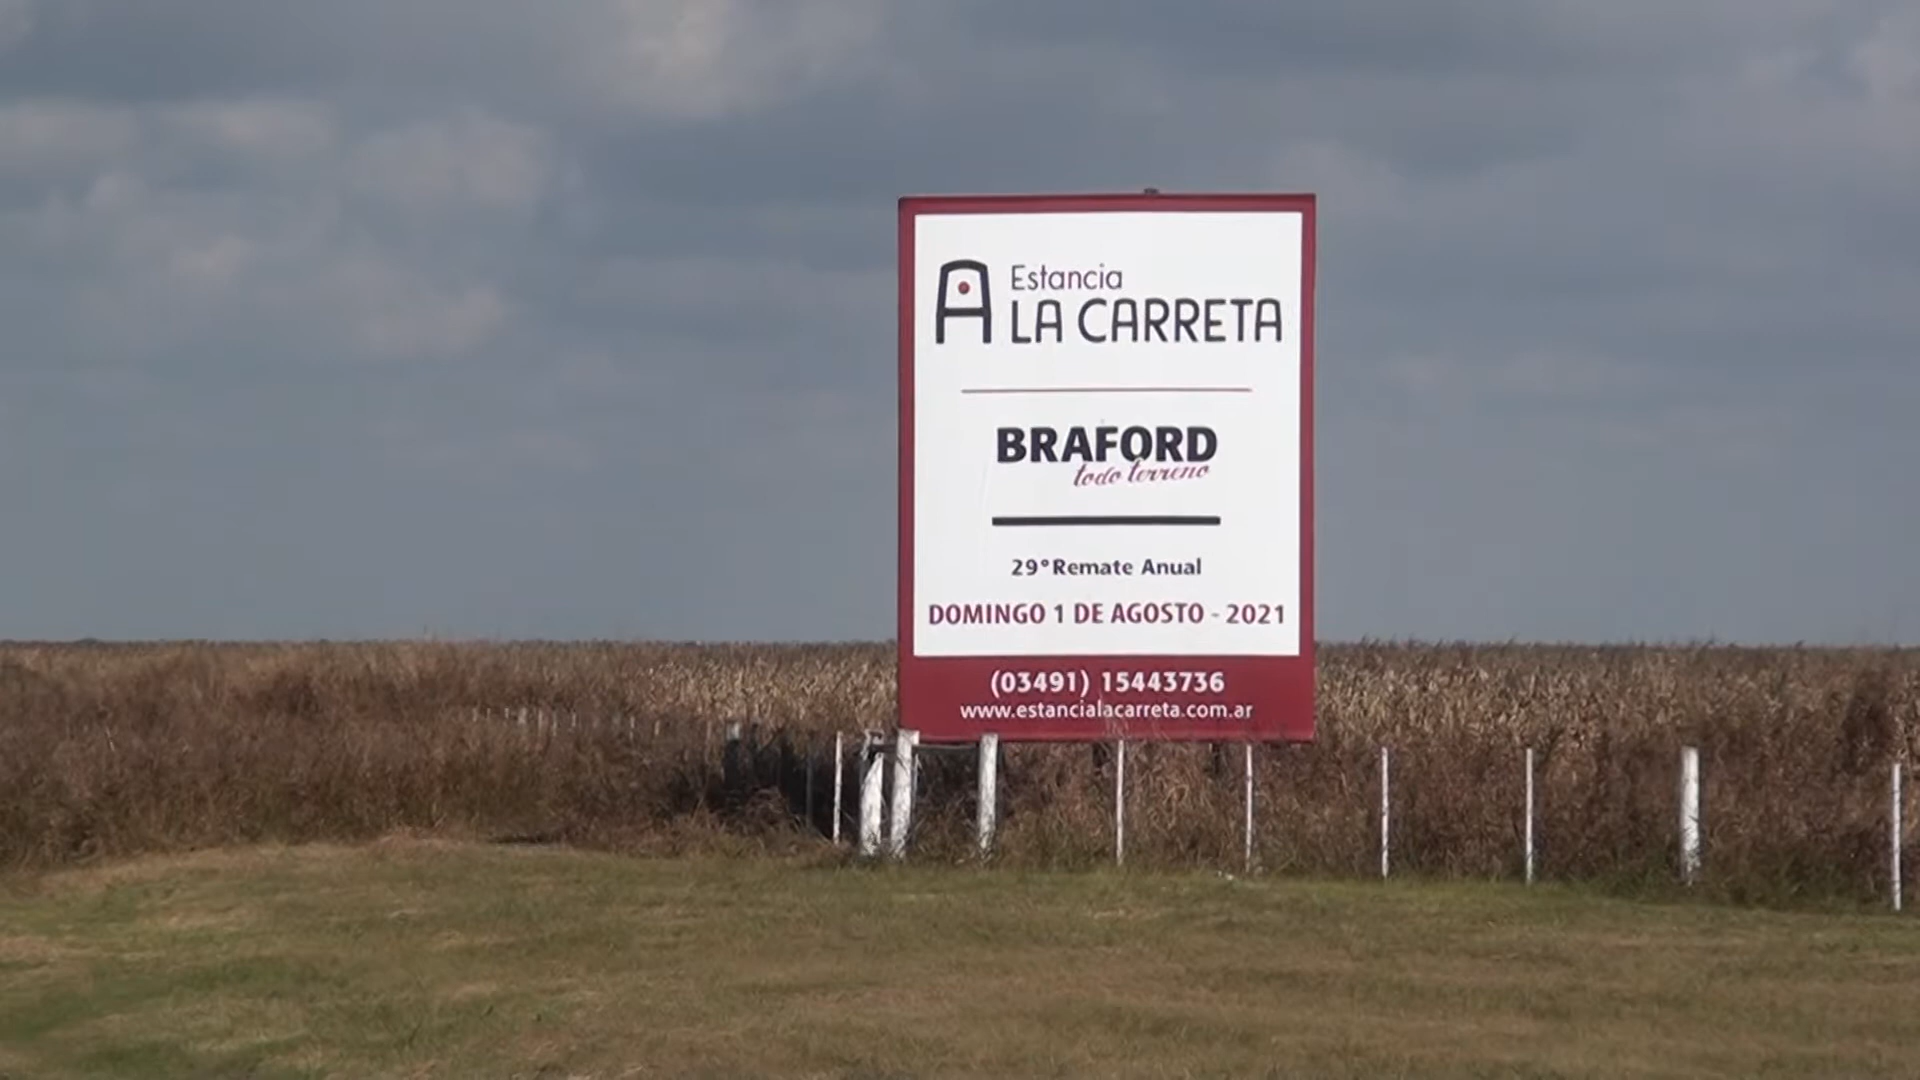 Estancia
LA CARRETA
BRAFORD
todo terreno
29° Remate Anual
DOMINGO 1 DE AGOSTO - 2021
(03491) 15443736
www.estancialacarreta.com.ar